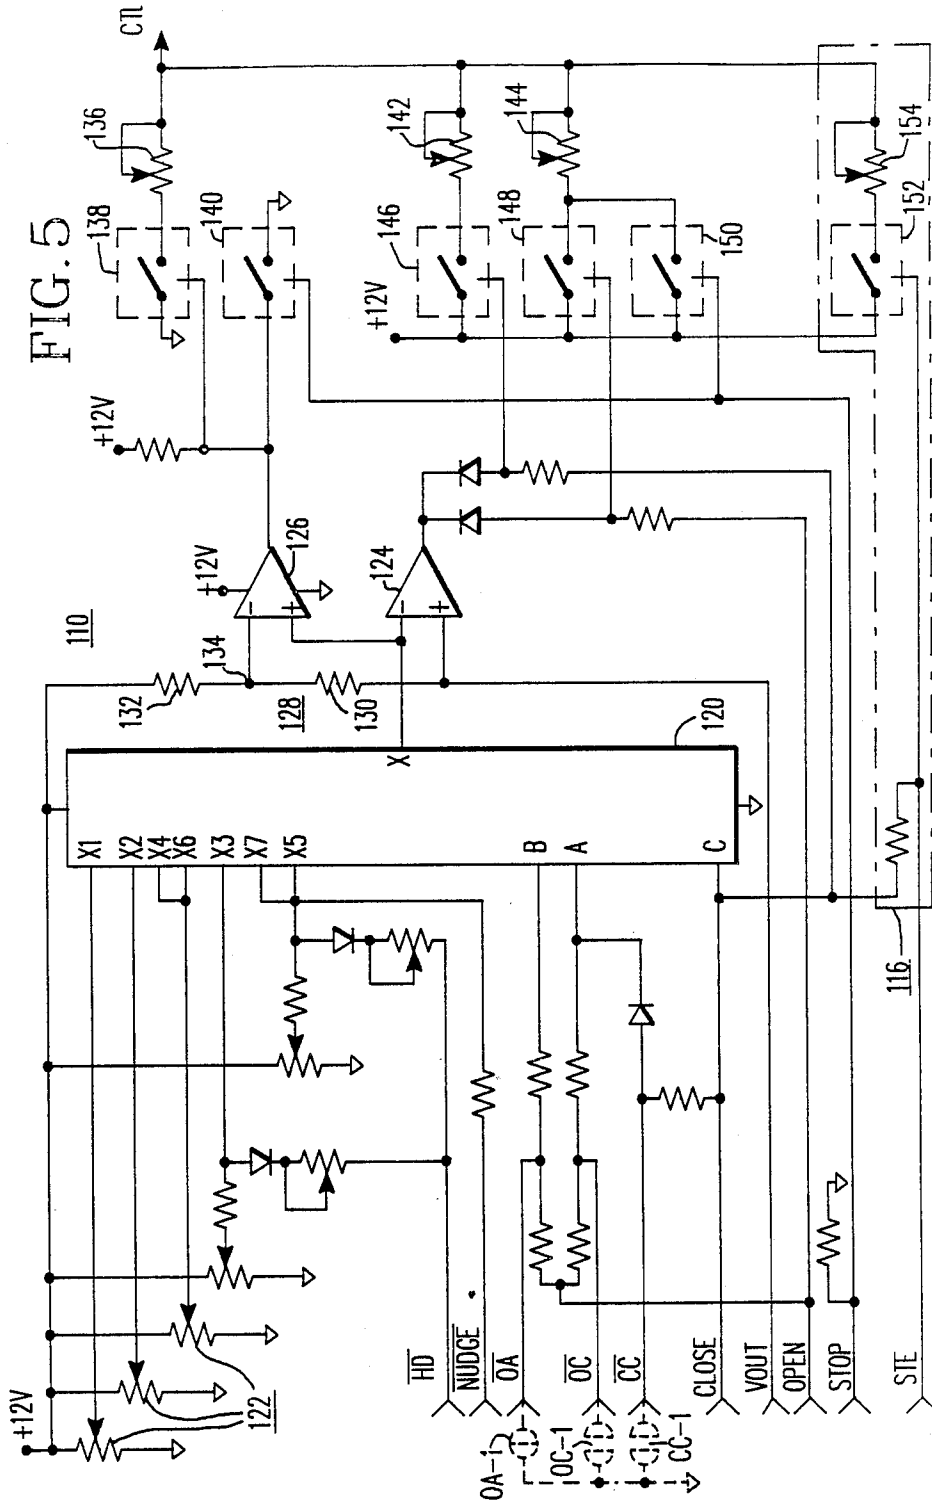 FIG. 5
110
CTL
136
138
140
142
144
146
148
150
152
154
+12V
+12V
+12V
126
124
-
+
-
+
132
134
128
130
120
X
X1
X2
X4
X6
X3
X7
X5
B
A
C
116
+12V
122
HD
NUDGE
OA
OC
CC
CLOSE
VOUT
OPEN
STOP
STE
OA-1
OC-1
CC-1